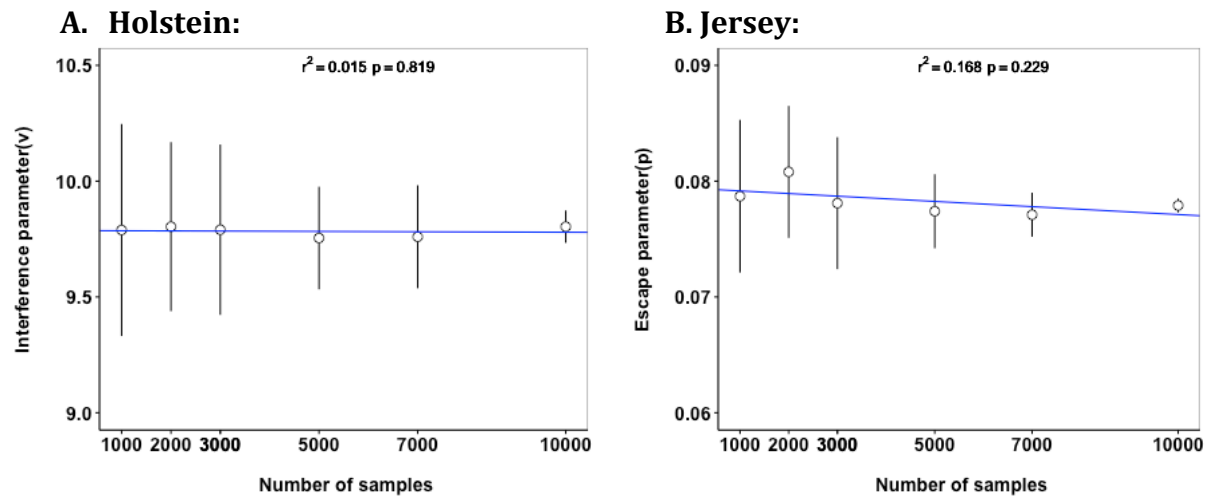 A. Holstein:
r² = 0.015 p = 0.819
Interference parameter(v)
10.5
10.0
9.5
9.0
1000 2000 3000 5000 7000 10000
Number of samples
B. Jersey:
r² = 0.168 p = 0.229
Escape parameter(p)
0.09
0.08
0.07
0.06
1000 2000 3000 5000 7000 10000
Number of samples